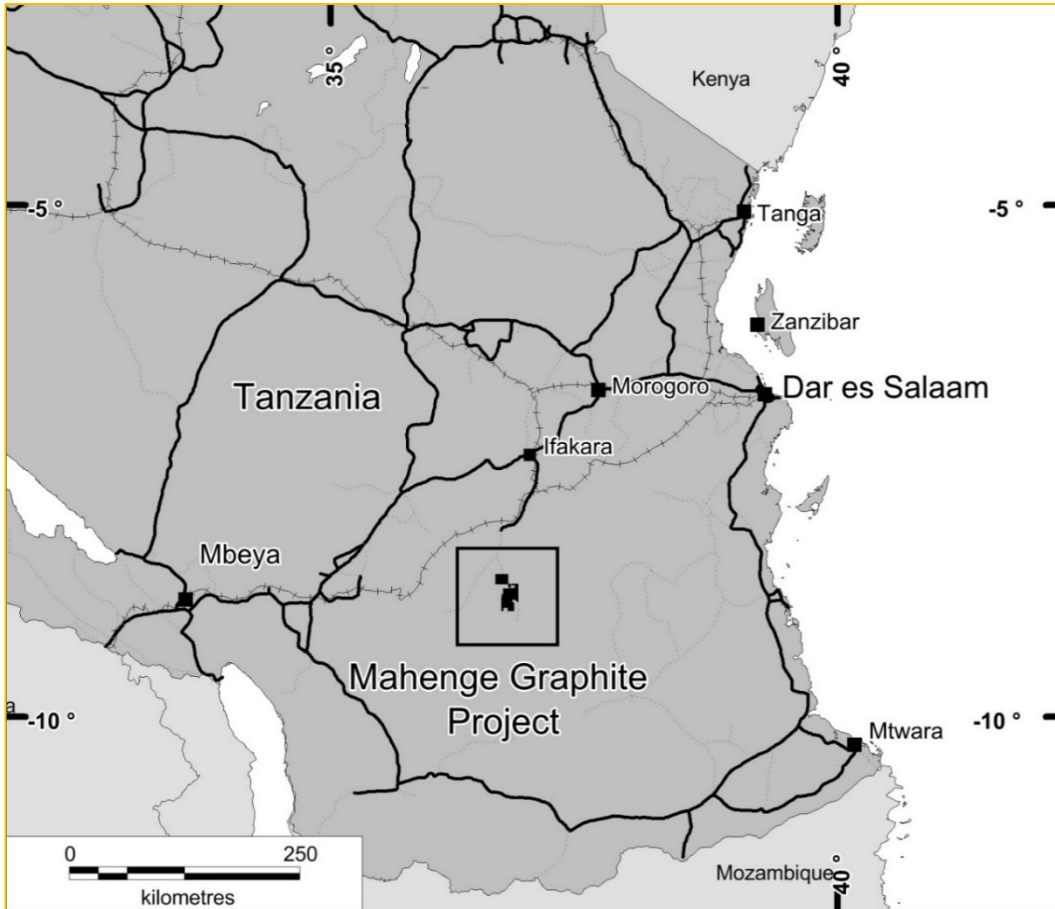 35 °
40 °
Kenya
-5 °
-5 °
Tanga
Zanzibar
Morogoro
Dar es Salaam
Tanzania
Ifakara
Mbeya
Mahenge Graphite
Project
a
-10 °
-10 °
Mtwara
0
250
kilometres
Mozambique
40 °